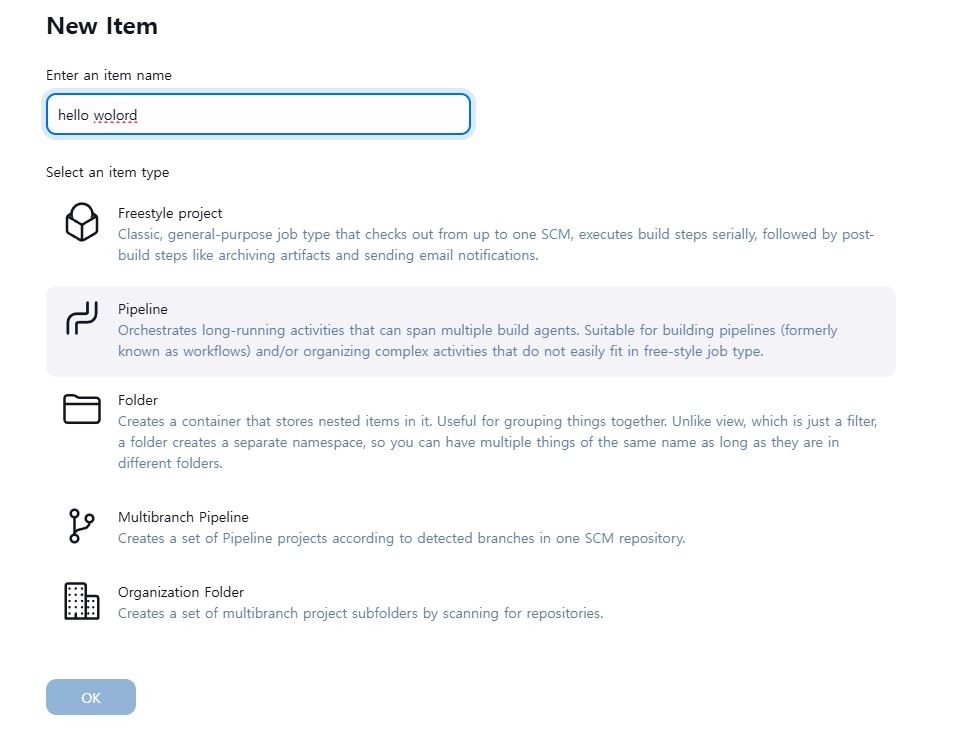 New Item
Enter an item name
hello wolord
Select an item type
Freestyle project
Classic, general-purpose job type that checks out from up to one SCM, executes build steps serially, followed by post-
build steps like archiving artifacts and sending email notifications.
Pipeline
Orchestrates long-running activities that can span multiple build agents. Suitable for building pipelines (formerly
known as workflows) and/or organizing complex activities that do not easily fit in free-style job type.
Folder
Creates a container that stores nested items in it. Useful for grouping things together. Unlike view, which is just a filter,
a folder creates a separate namespace, so you can have multiple things of the same name as long as they are in
different folders.
Multibranch Pipeline
Creates a set of Pipeline projects according to detected branches in one SCM repository.
Organization Folder
Creates a set of multibranch project subfolders by scanning for repositories.
OK